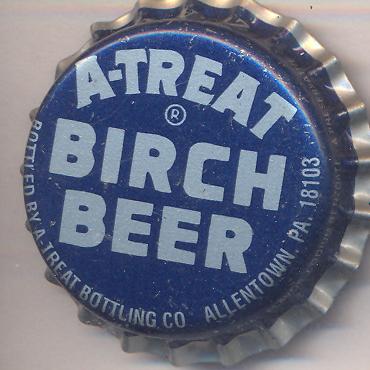 A-TREAT
®
BIRCH
BEER
BOTTLED BY A-TREAT BOTTLING CO ALLENTOWN, PA. 18103